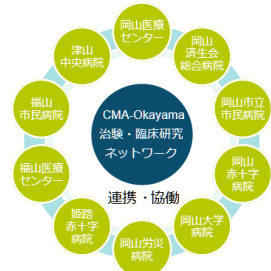 岡山医療
センター
岡山
済生会
総合病院
岡山市立
市民病院
岡山
赤十字
病院
岡山大学
病院
岡山労災
病院
姫路
赤十字
病院
福山医療
センター
福山
市民病院
津山
中央病院
CMA-Okayama
治験・臨床研究
ネットワーク
連携・協働